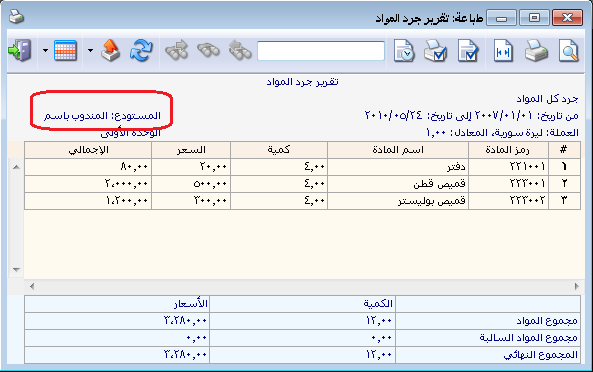 طباعة: تقرير جرد المواد
تقرير جرد المواد
جرد كل المواد
من تاريخ: ٢٠٠٧/٠١/٠١ إلى تاريخ: ٢٠١٠/٠٥/٢٤ المستودع: المندوب باسم
العملة: ليرة سورية، المعادل: ١,٠٠ الوحدة الأولى
# رمز المادة اسم المادة كمية السعر الإجمالي
١ ٢٢١٠٠١ دفتر ٤,٠٠ ٢٠,٠٠ ٨٠,٠٠
٢ ٢٢٣٠٠١ قميص قطن ٤,٠٠ ٥٠٠,٠٠ ٢،٠٠٠,٠٠
٣ ٢٢٣٠٠٢ قميص بوليستر ٤,٠٠ ٣٠٠,٠٠ ١،٢٠٠,٠٠
الكمية الأسعار
مجموع المواد ١٢,٠٠ ٣،٢٨٠,٠٠
مجموع المواد السالبة ٠,٠٠ ٠,٠٠
المجموع النهائي ١٢,٠٠ ٣،٢٨٠,٠٠